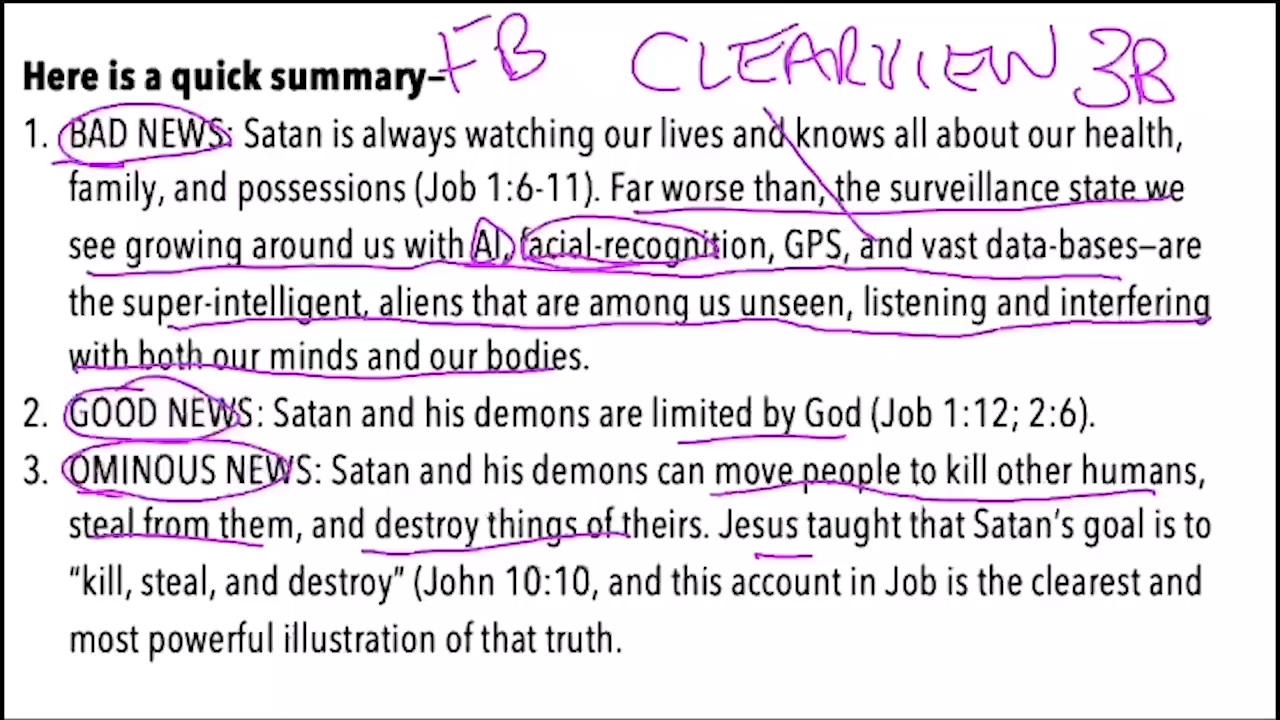 FB CLEARVIEW 3B
Here is a quick summary–
1. BAD NEWS: Satan is always watching our lives and knows all about our health,
family, and possessions (Job 1:6-11). Far worse than, the surveillance state we
see growing around us with AI, facial-recognition, GPS, and vast data-bases–are
the super-intelligent, aliens that are among us unseen, listening and interfering
with both our minds and our bodies.
2. GOOD NEWS: Satan and his demons are limited by God (Job 1:12; 2:6).
3. OMINOUS NEWS: Satan and his demons can move people to kill other humans,
steal from them, and destroy things of theirs. Jesus taught that Satan’s goal is to
“kill, steal, and destroy” (John 10:10, and this account in Job is the clearest and
most powerful illustration of that truth.